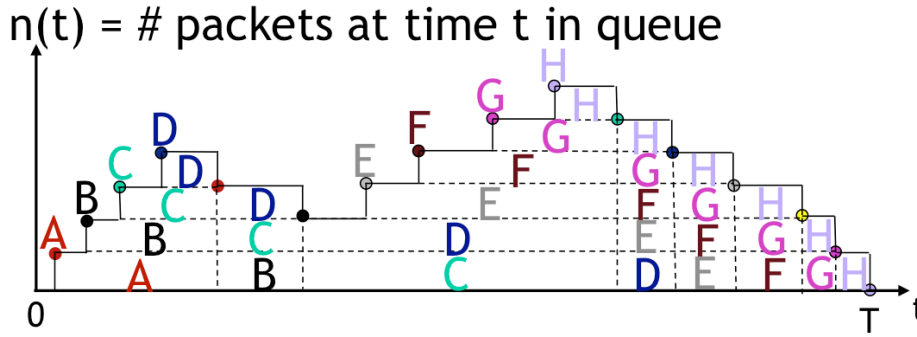 n(t) = # packets at time t in queue
H
G H
D F G H
C D E F G H
B C D E F G H
A B C D F G H
A B C D E F G H
0 T t